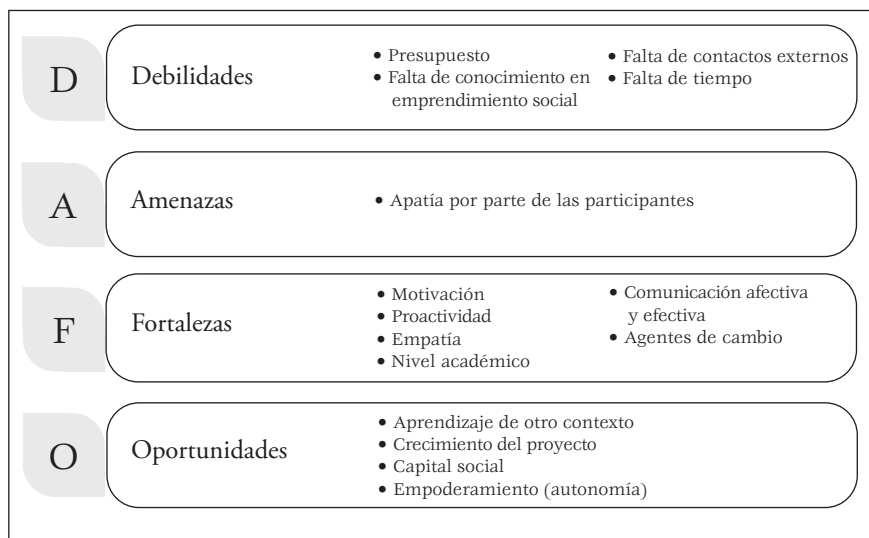 D
Debilidades
• Presupuesto
• Falta de conocimiento en
emprendimiento social
• Falta de contactos externos
• Falta de tiempo
A
Amenazas
• Apatía por parte de las participantes
F
Fortalezas
• Motivación
• Proactividad
• Empatía
• Nivel académico
• Comunicación afectiva
y efectiva
• Agentes de cambio
O
Oportunidades
• Aprendizaje de otro contexto
• Crecimiento del proyecto
• Capital social
• Empoderamiento (autonomía)